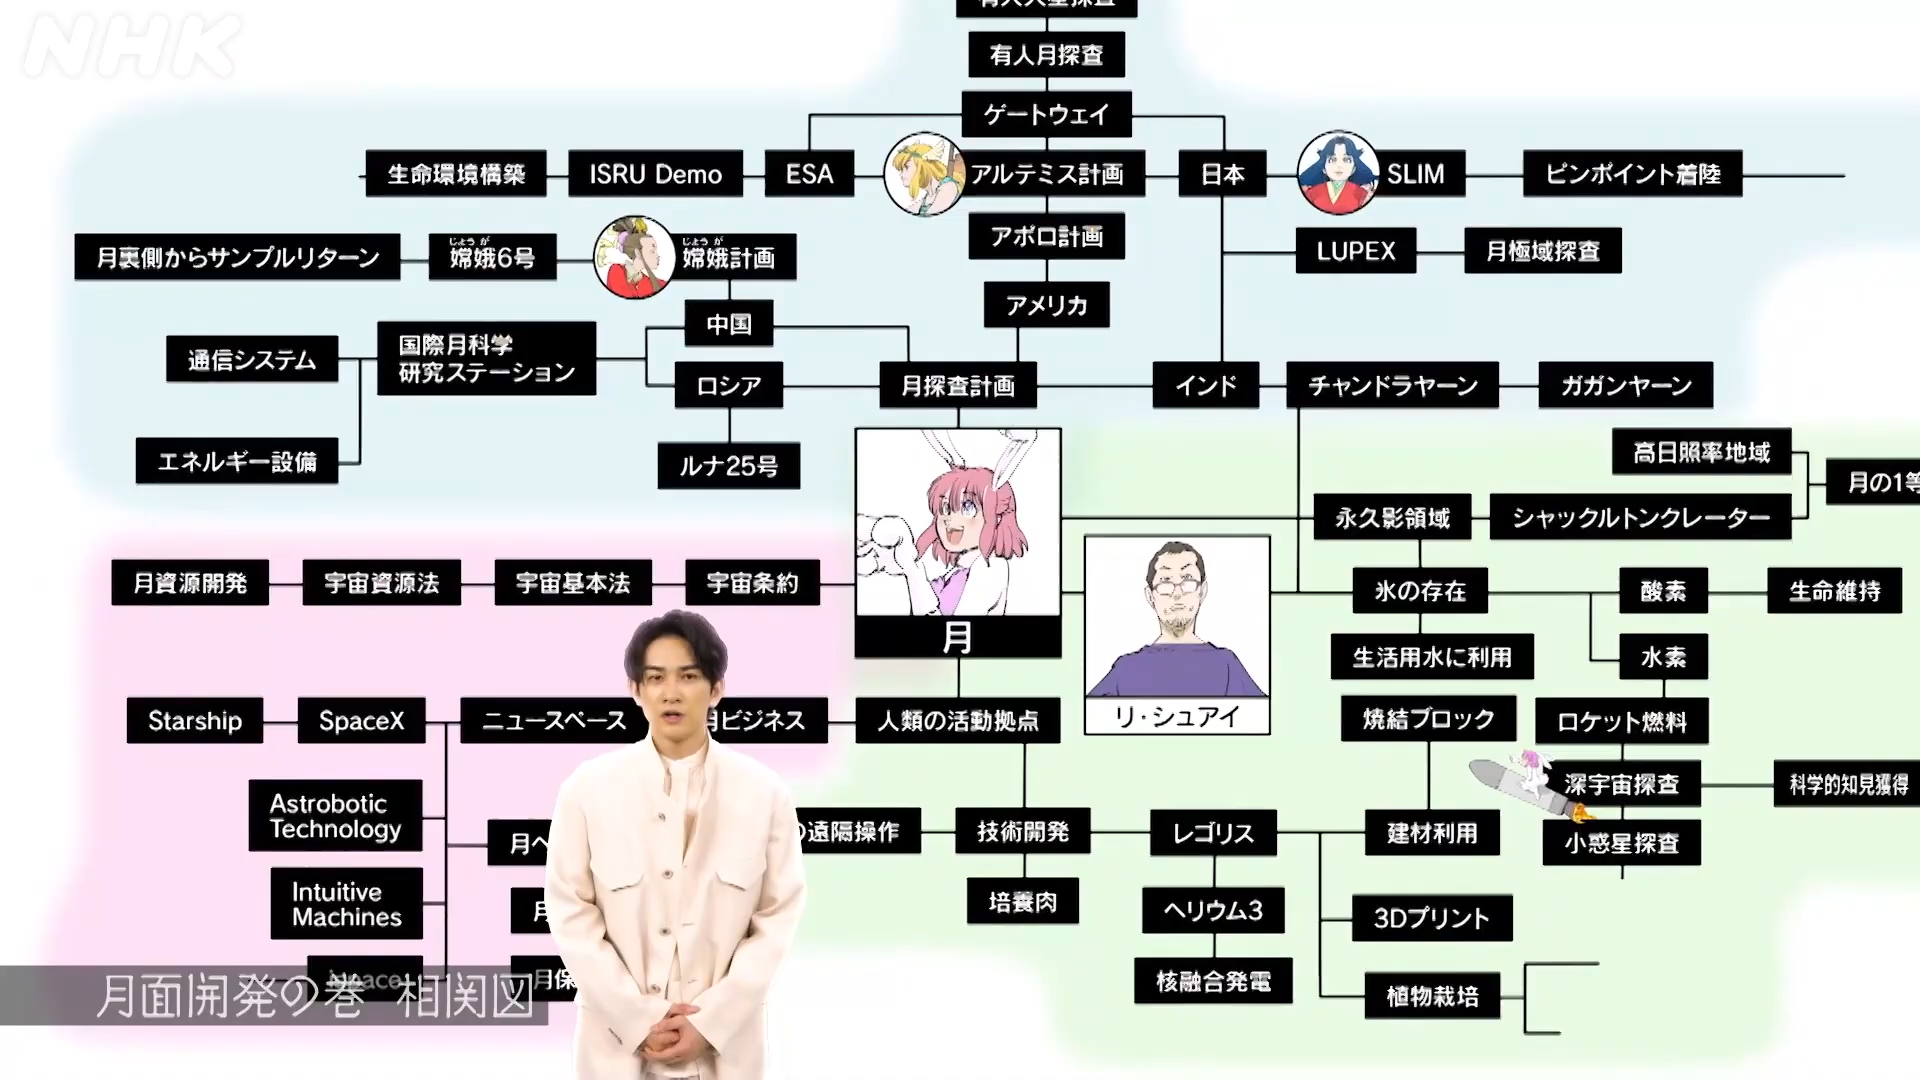 NHK
有人月探査
ゲートウェイ
生命環境構築
ISRU Demo
ESA
アルテミス計画
日本
SLIM
ピンポイント着陸
月裏側からサンプルリターン
じょう が
嫦娥6号
じょう が
嫦娥計画
アポロ計画
LUPEX
月極域探査
アメリカ
中国
通信システム
国際月科学
研究ステーション
ロシア
月探査計画
インド
チャンドラヤーン
ガガンヤーン
エネルギー設備
ルナ25号
高日照率地域
月の1等
永久影領域
シャックルトンクレーター
月資源開発
宇宙資源法
宇宙基本法
宇宙条約
月
氷の存在
酸素
生命維持
生活用水に利用
水素
リ・シュアイ
Starship
SpaceX
ニュースペース
月ビジネス
人類の活動拠点
焼結ブロック
ロケット燃料
Astrobotic
Technology
深宇宙探査
科学的知見獲得
月へ
の遠隔操作
技術開発
レゴリス
建材利用
小惑星探査
Intuitive
Machines
月
培養肉
ヘリウム3
3Dプリント
ispace
月保
核融合発電
植物栽培
月面開発の巻 相関図